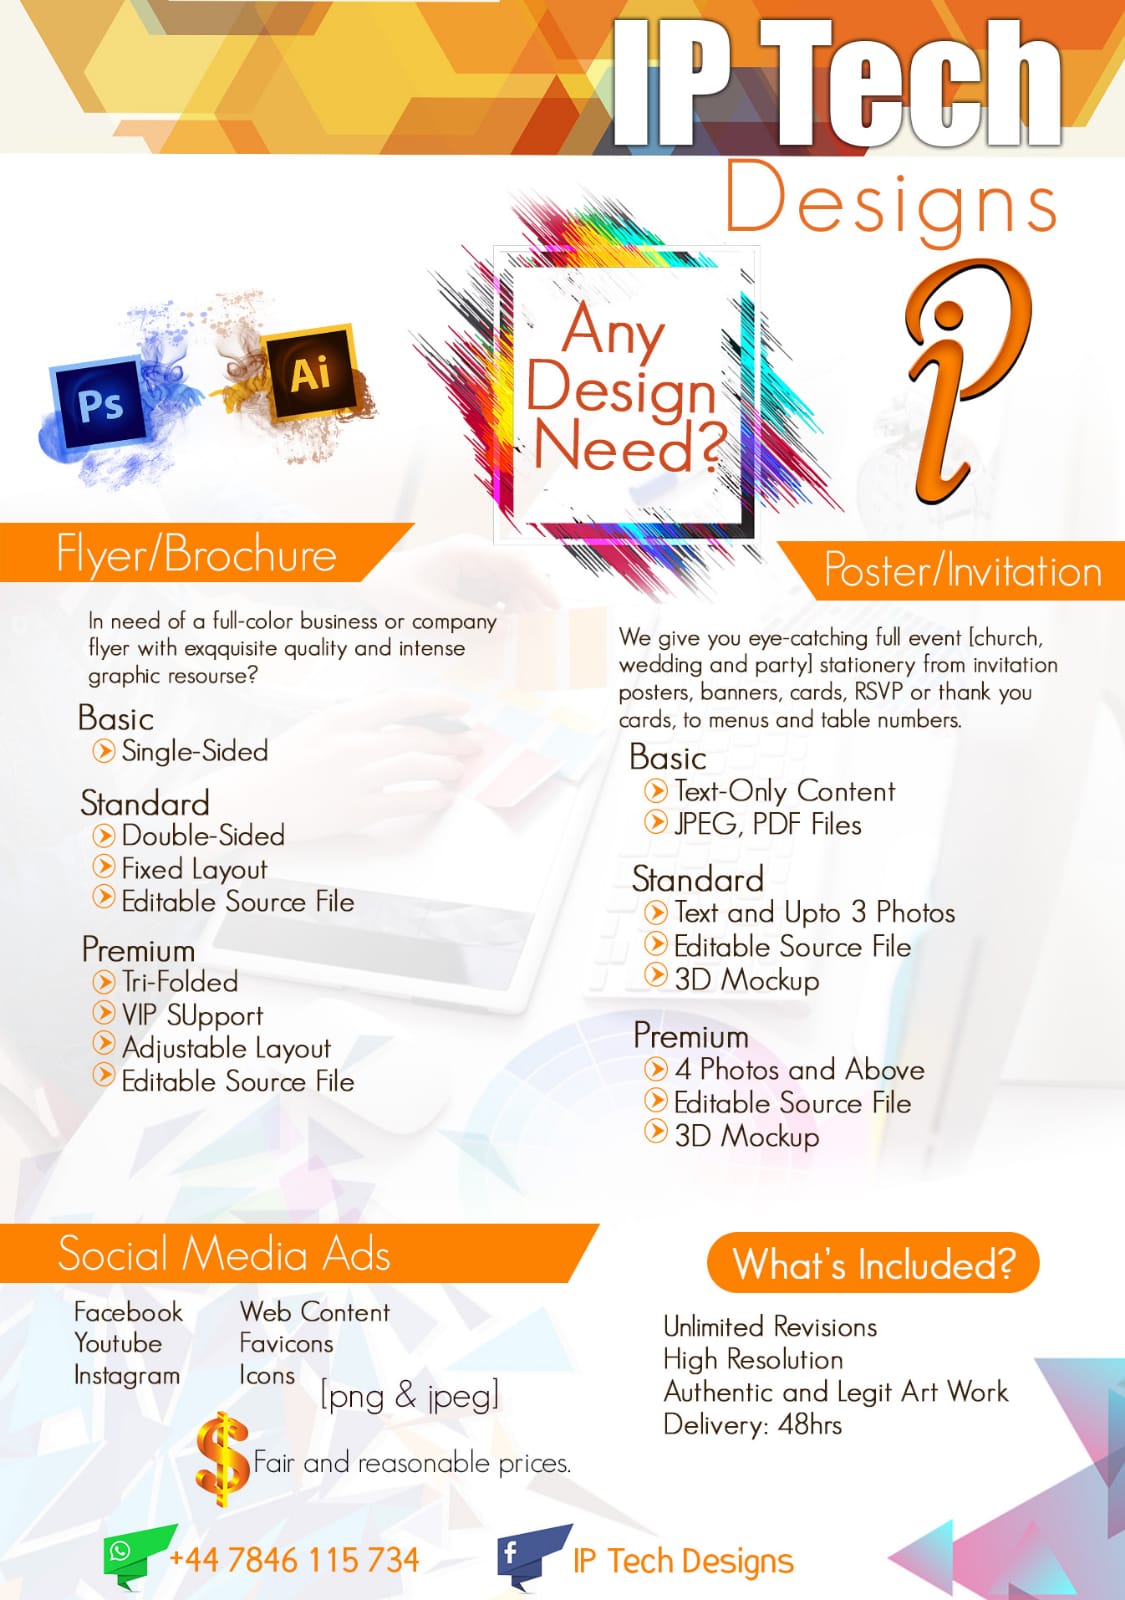 IP Tech
Designs
Ps
Ai
Any
Design
Need?
Flyer/Brochure
In need of a full-color business or company
flyer with exqquisite quality and intense
graphic resourse?
Basic
Single-Sided
Standard
Double-Sided
Fixed Layout
Editable Source File
Premium
Tri-Folded
VIP SUpport
Adjustable Layout
Editable Source File
Poster/Invitation
We give you eye-catching full event [church,
wedding and party] stationery from invitation
posters, banners, cards, RSVP or thank you
cards, to menus and table numbers.
Basic
Text-Only Content
JPEG, PDF Files
Standard
Text and Upto 3 Photos
Editable Source File
3D Mockup
Premium
4 Photos and Above
Editable Source File
3D Mockup
Social Media Ads
Facebook
Youtube
Instagram
Web Content
Favicons
Icons
[png & jpeg]
$
Fair and reasonable prices.
What's Included?
Unlimited Revisions
High Resolution
Authentic and Legit Art Work
Delivery: 48hrs
+44 7846 115 734
f
IP Tech Designs